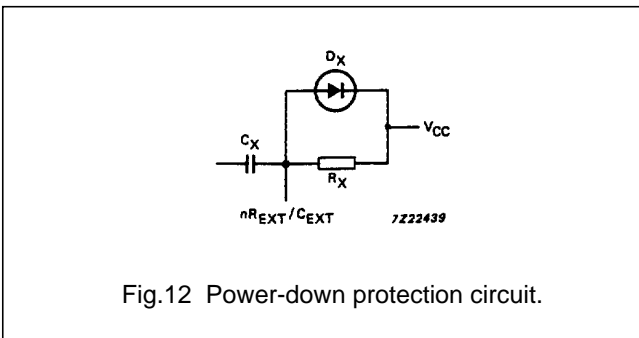 DX
VCC
CX
RX
nREXT/CEXT
7Z22439
Fig.12 Power-down protection circuit.